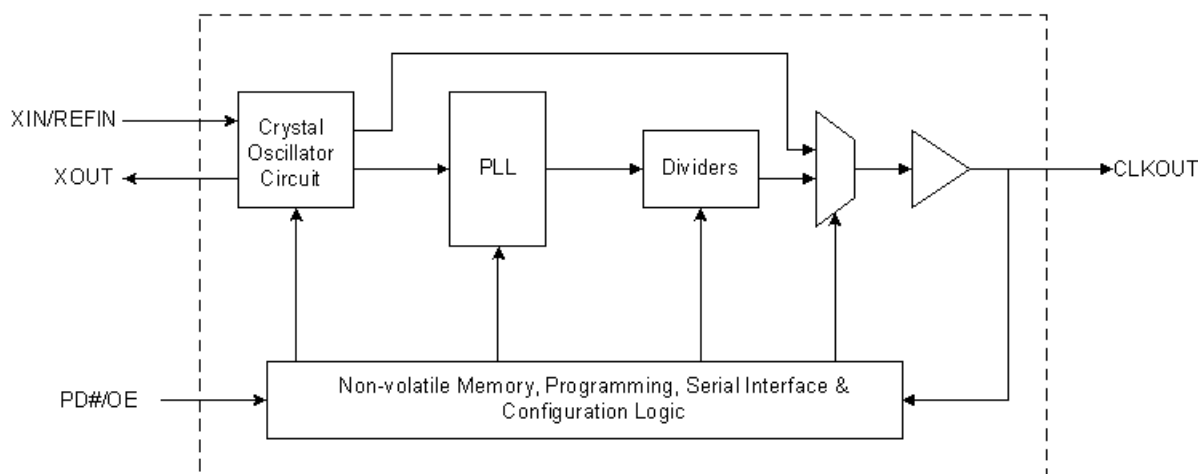 XIN/REFIN
XOUT
Crystal
Oscillator
Circuit
PLL
Dividers
CLKOUT
PD#/OE
Non-volatile Memory, Programming, Serial Interface &
Configuration Logic